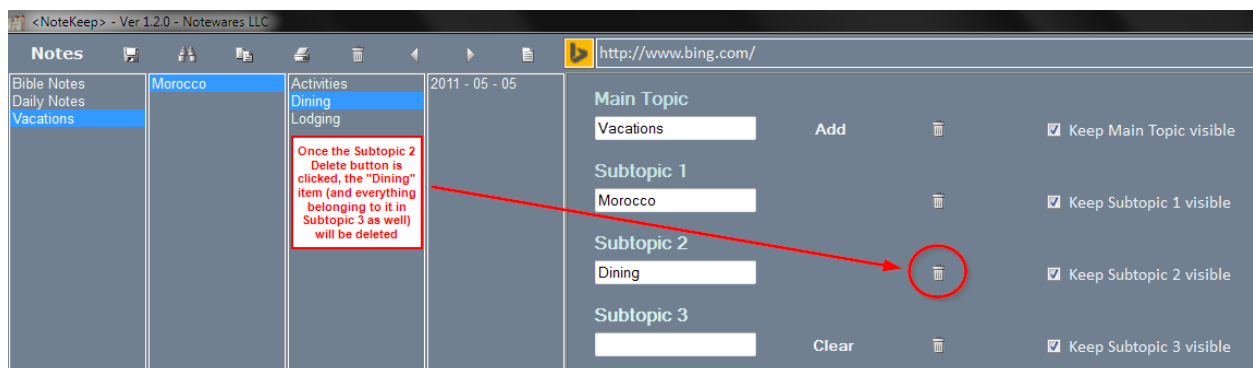 <NoteKeep> - Ver 1.2.0 - Notewares LLC
Notes
http://www.bing.com/
Bible Notes
Daily Notes
Vacations
Morocco
Activities
Dining
Lodging
2011 - 05 - 05
Once the Subtopic 2
Delete button is
clicked, the "Dining"
item (and everything
belonging to it in
Subtopic 3 as well)
will be deleted
Main Topic
Vacations
Add
Keep Main Topic visible
Subtopic 1
Morocco
Keep Subtopic 1 visible
Subtopic 2
Dining
Keep Subtopic 2 visible
Subtopic 3
Clear
Keep Subtopic 3 visible